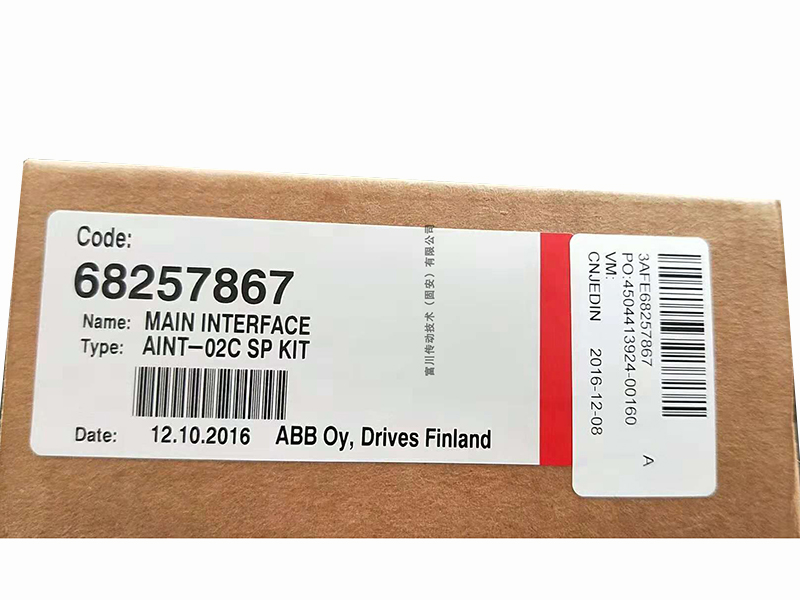 Code:
68257867
Name: MAIN INTERFACE
Type: AINT-02C SP KIT
Date: 12.10.2016 ABB Oy, Drives Finland
富川传动技术（固安）有限公司
3AFE68257867 A
PO:4504413924-00160
VM:
CNJEDIN 2016-12-08